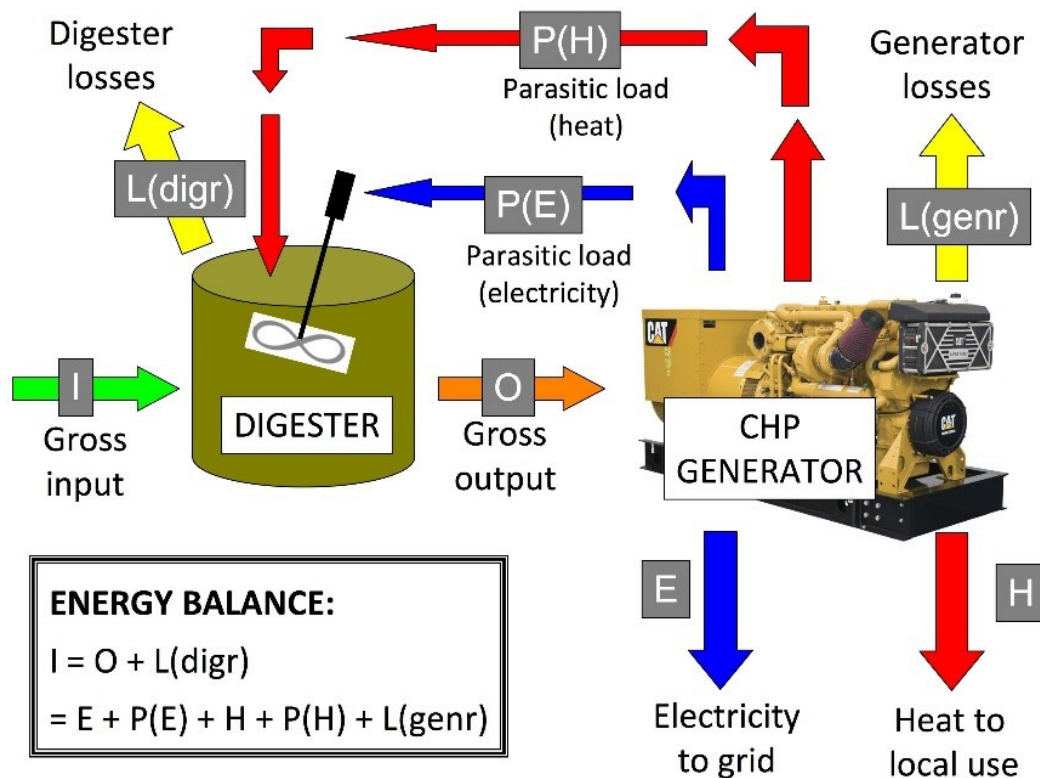 Digester
losses
P(H)
Parasitic load
(heat)
Generator
losses
L(digr)
P(E)
Parasitic load
(electricity)
L(genr)
I
Gross
input
DIGESTER
O
Gross
output
CAT
CHP
GENERATOR
CAT
CAT
ENERGY BALANCE:
I = O + L(digr)
= E + P(E) + H + P(H) + L(genr)
E
Electricity
to grid
H
Heat to
local use